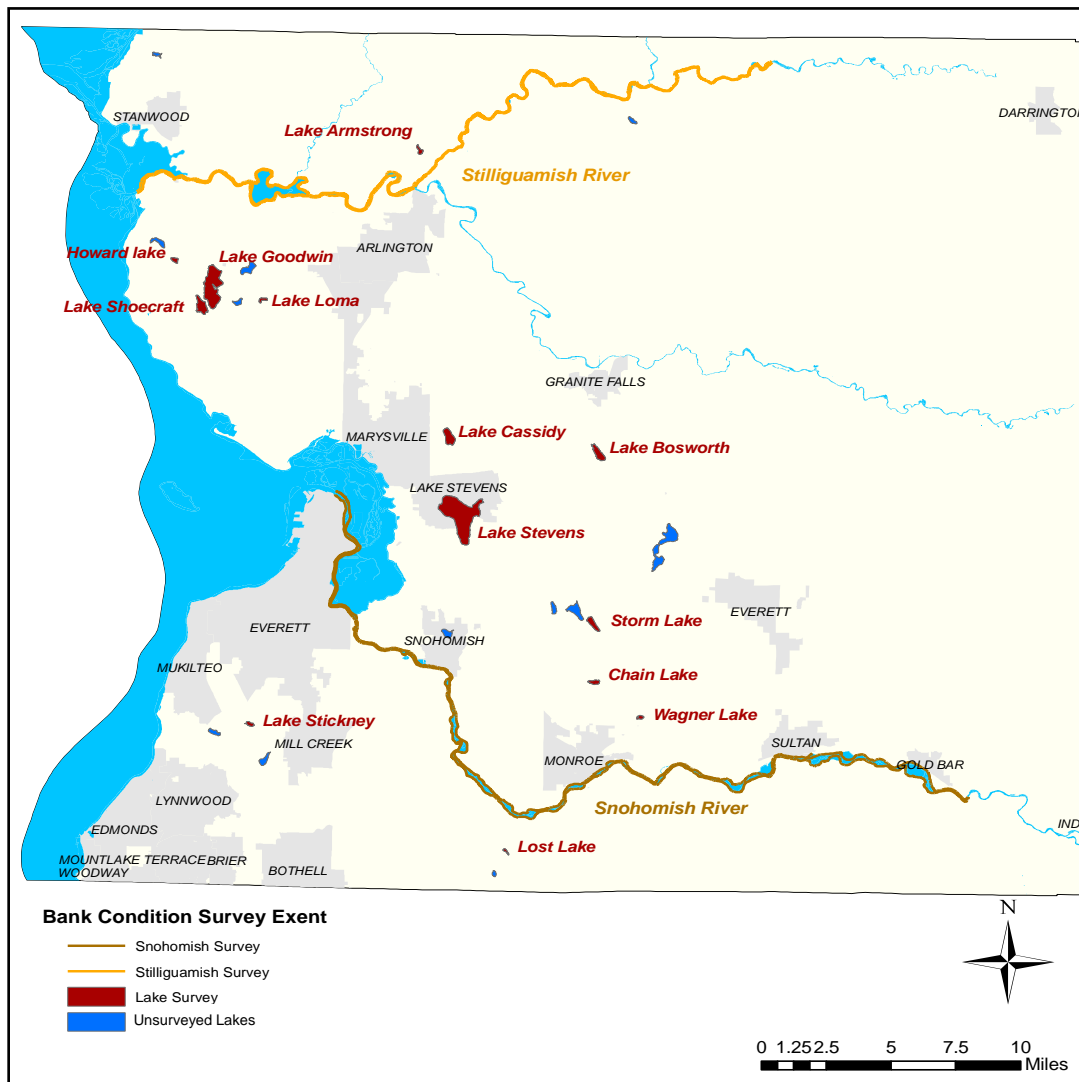 STANWOOD
DARRINGTON
Lake Armstrong
Stilliguamish River
ARLINGTON
Howard lake
Lake Goodwin
Lake Shoecraft
Lake Loma
GRANITE FALLS
MARYSVILLE
Lake Cassidy
Lake Bosworth
LAKE STEVENS
Lake Stevens
EVERETT
Storm Lake
EVERETT
SNOHOMISH
MUKILTEO
Chain Lake
Wagner Lake
Lake Stickney
MILL CREEK
SULTAN
MONROE
GOLD BAR
LYNNWOOD
Snohomish River
IND
EDMONDS
Lost Lake
MOUNTLAKE TERRACE
BRIER
WOODWAY
BOTHELL
Bank Condition Survey Exent
Snohomish Survey
Stilliguamish Survey
Lake Survey
Unsurveyed Lakes
N
0 1.25 2.5 5 7.5 10
Miles